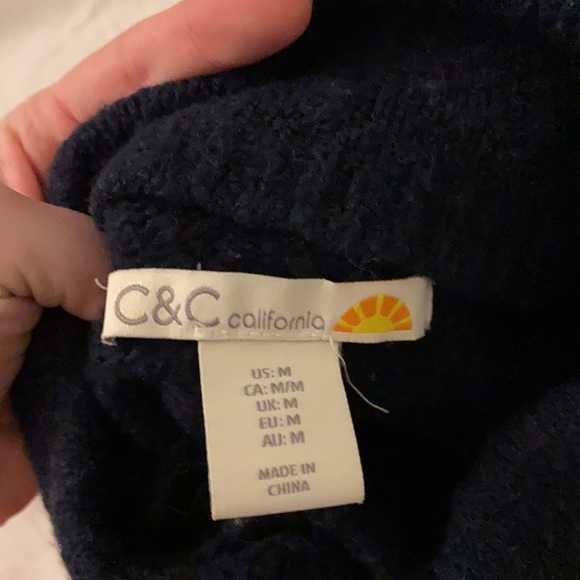 C&C california
US: M
CA: M/M
UK: M
EU: M
AU: M
MADE IN
CHINA